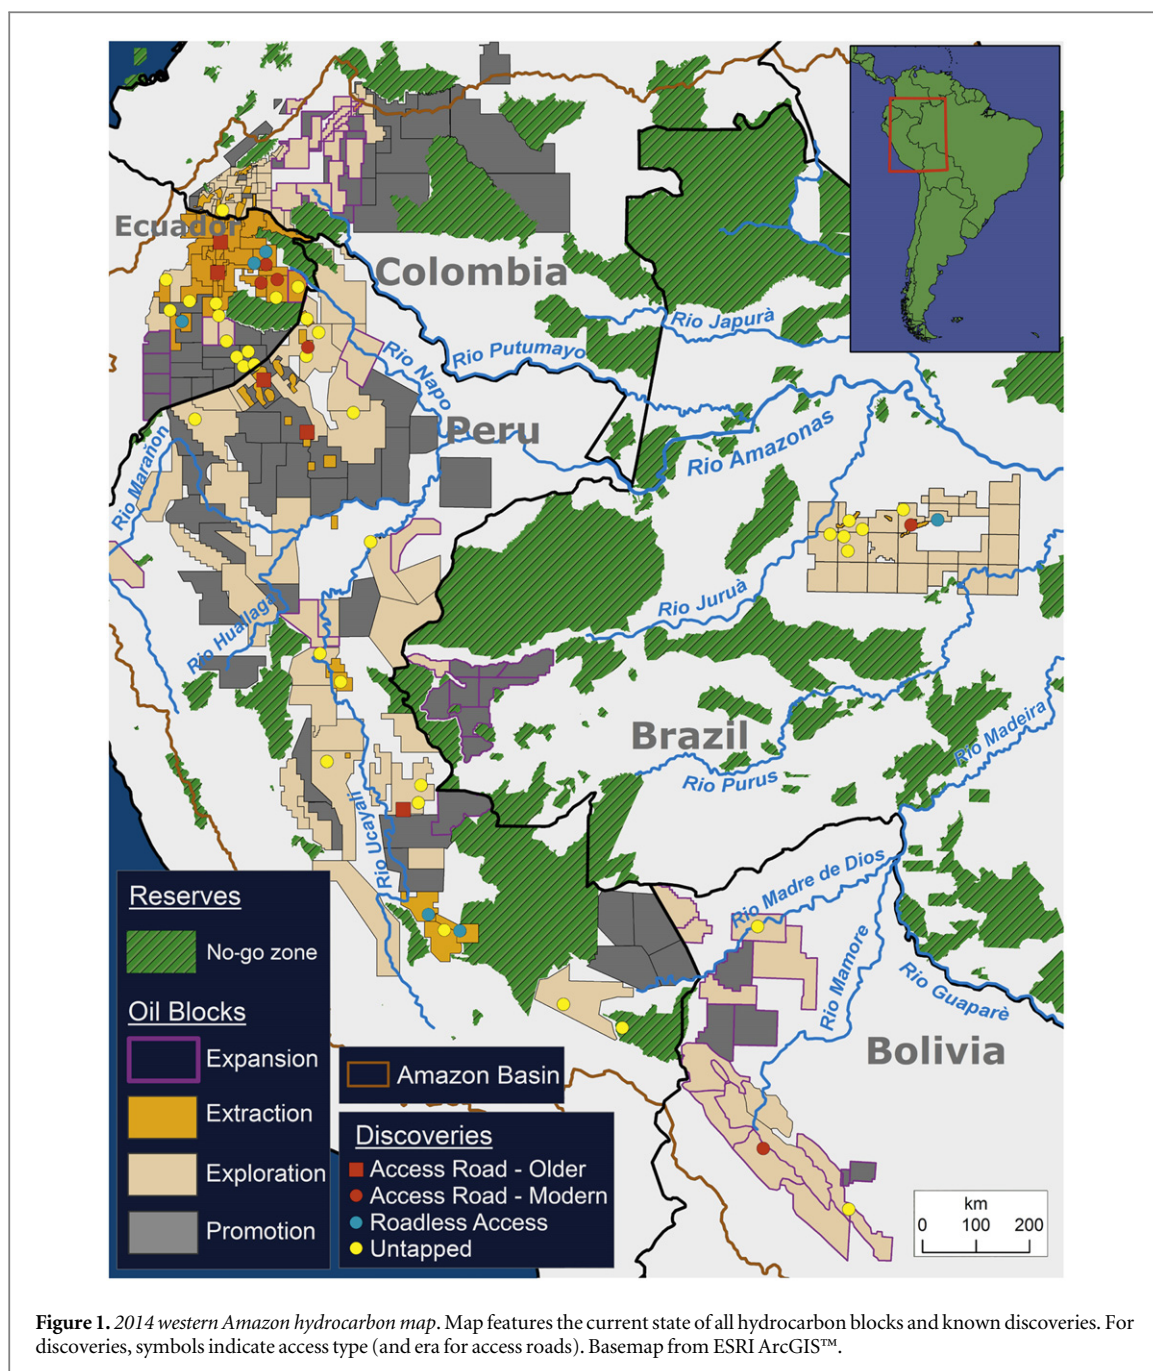 Ecuador
Colombia
Rio Japurà
Rio Putumayo
Rio Napo
Peru
Rio Amazonas
Rio Marañon
Rio Juruà
Rio Huallaga
Brazil
Rio Madeira
Rio Purus
Rio Ucayali
Rio Madre de Dios
Rio Mamore
Rio Guaparè
Bolivia
Reserves
No-go zone
Oil Blocks
Expansion
Extraction
Exploration
Promotion
Amazon Basin
Discoveries
Access Road - Older
Access Road - Modern
Roadless Access
Untapped
km
0 100 200
Figure 1. 2014 western Amazon hydrocarbon map. Map features the current state of all hydrocarbon blocks and known discoveries. For
discoveries, symbols indicate access type (and era for access roads). Basemap from ESRI ArcGIS™.